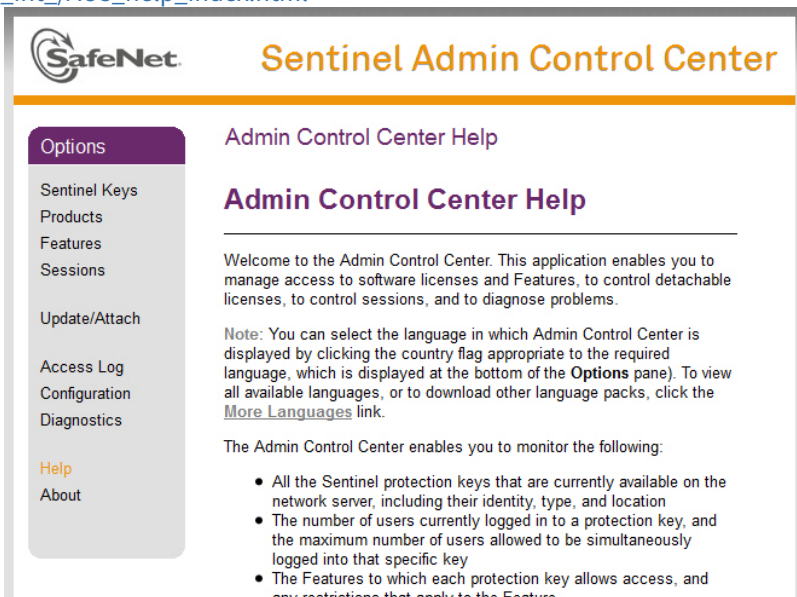 SafeNet.
Sentinel Admin Control Center
Options
Sentinel Keys
Products
Features
Sessions
Update/Attach
Access Log
Configuration
Diagnostics
Help
About
Admin Control Center Help
Admin Control Center Help
Welcome to the Admin Control Center. This application enables you to
manage access to software licenses and Features, to control detachable
licenses, to control sessions, and to diagnose problems.
Note: You can select the language in which Admin Control Center is
displayed by clicking the country flag appropriate to the required
language, which is displayed at the bottom of the Options pane). To view
all available languages, or to download other language packs, click the
More Languages link.
The Admin Control Center enables you to monitor the following:
• All the Sentinel protection keys that are currently available on the
network server, including their identity, type, and location
• The number of users currently logged in to a protection key, and
the maximum number of users allowed to be simultaneously
logged into that specific key
• The Features to which each protection key allows access, and
any restrictions that apply to the Feature